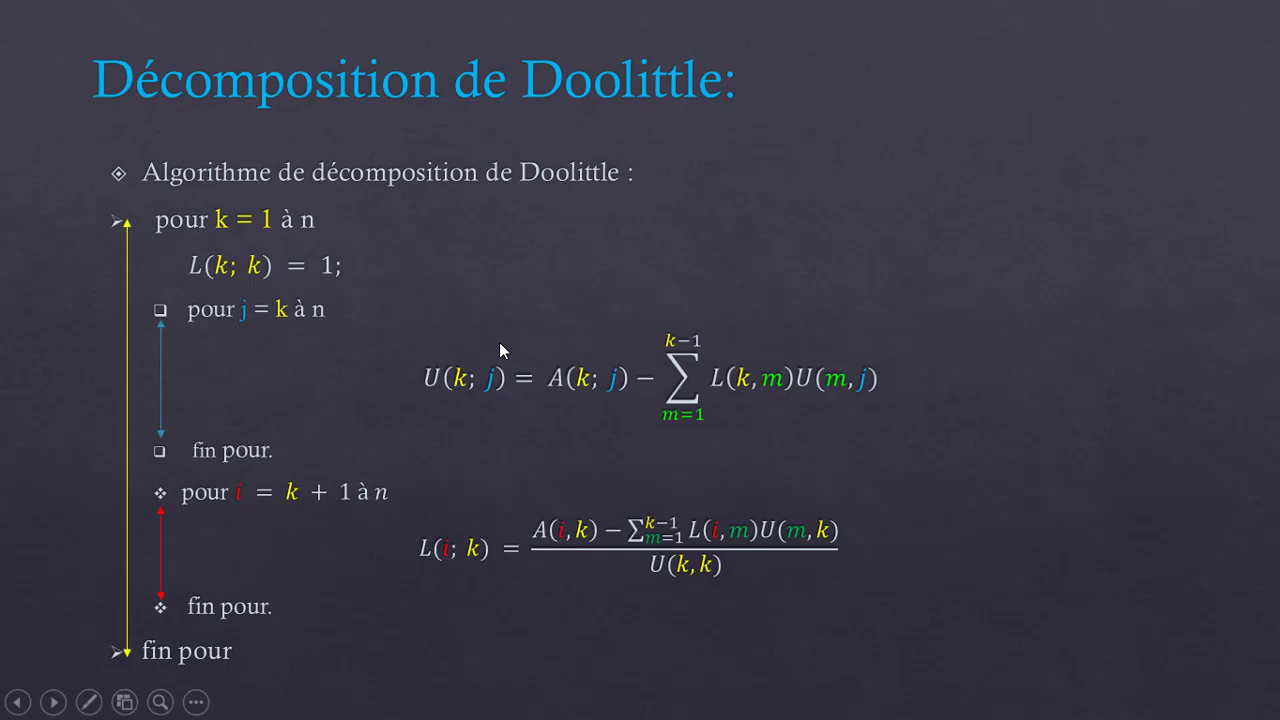 Décomposition de Doolittle:
Algorithme de décomposition de Doolittle :
pour k = 1 à n
L(k; k) = 1;
pour j = k à n
U(k; j) = A(k; j) − ∑_{m=1}^{k−1} L(k,m)U(m,j)
fin pour.
pour i = k + 1 à n
L(i; k) = \frac{A(i,k) − ∑_{m=1}^{k−1} L(i,m)U(m,k)}{U(k,k)}
fin pour.
fin pour